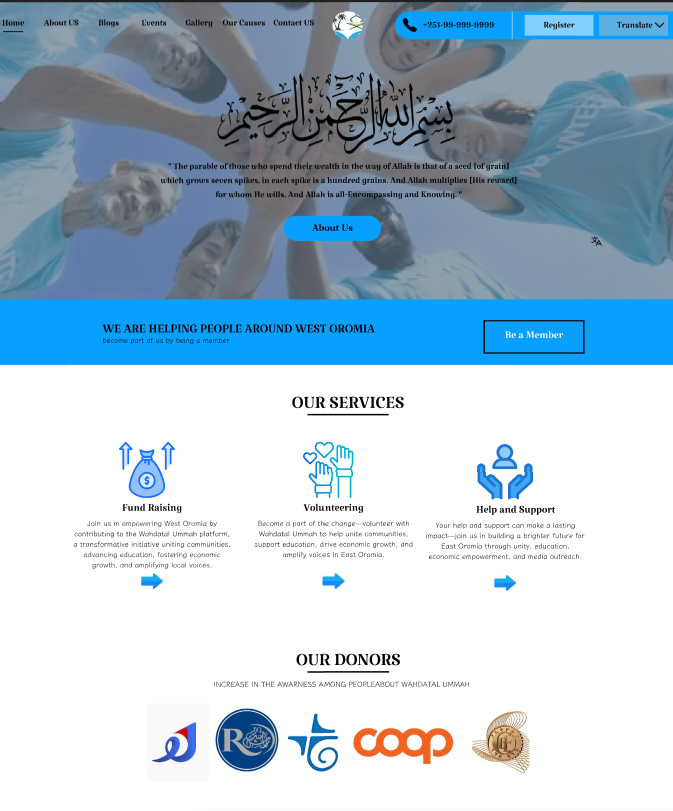 Home About US Blogs Events Gallery Our Causes Contact US +251-99-999-9999 Register Translate
بسم الله الرحمن الرحيم
" The parable of those who spend their wealth in the way of Allah is that of a seed [of grain]
which grows seven spikes, in each spike is a hundred grains. And Allah multiplies [His reward]
for whom He wills. And Allah is all-Encompassing and Knowing. "
About Us
WE ARE HELPING PEOPLE AROUND WEST OROMIA
become part of us by being a member
Be a Member
OUR SERVICES
Fund Raising
Join us in empowering West Oromia by
contributing to the Wahdatal Ummah platform,
a transformative initiative uniting communities,
advancing education, fostering economic
growth, and amplifying local voices.
Volunteering
Become a part of the change—volunteer with
Wahdatal Ummah to help unite communities,
support education, drive economic growth, and
amplify voices in East Oromia.
Help and Support
Your help and support can make a lasting
impact—join us in building a brighter future for
East Oromia through unity, education,
economic empowerment, and media outreach.
OUR DONORS
INCREASE IN THE AWARNESS AMONG PEOPLEABOUT WAHDATAL UMMAH
R
coop